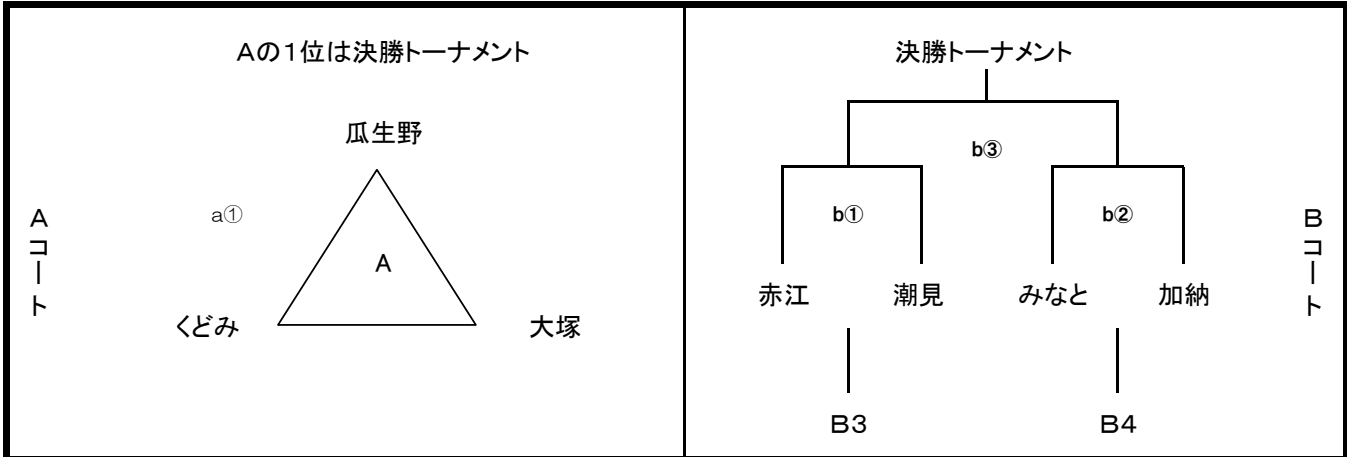 Aの1位は決勝トーナメント
瓜生野
a①
A
くどみ
大塚
Aコート
決勝トーナメント
b③
b①
b②
赤江
潮見
みなと
加納
B3
B4
Bコート